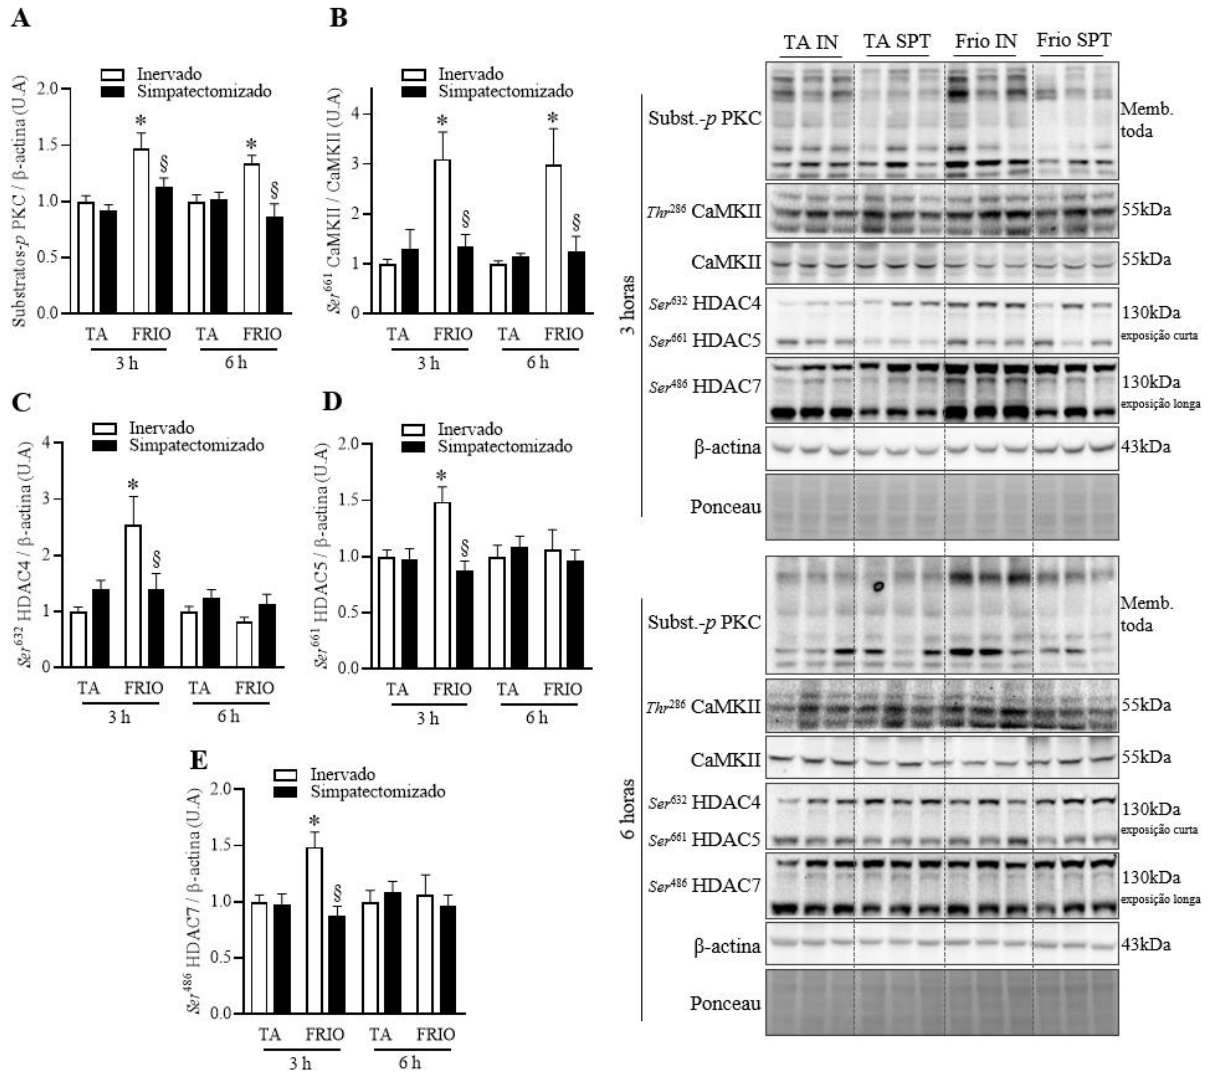 A
Inervado
Simpatectomizado
Substratos-p PKC / β-actina (U.A)
2.0
1.5
1.0
0.5
0.0
*
§
*
§
TA FRIO TA FRIO
3 h 6 h
B
Inervado
Simpatectomizado
Ser661 CaMKII / CaMKII (U.A)
4
3
2
1
0
*
§
*
§
TA FRIO TA FRIO
3 h 6 h
C
Inervado
Simpatectomizado
Ser632 HDAC4 / β-actina (U.A)
4
3
2
1
0
*
§
TA FRIO TA FRIO
3 h 6 h
D
Inervado
Simpatectomizado
Ser661 HDAC5 / β-actina (U.A)
2.0
1.5
1.0
0.5
0.0
*
§
TA FRIO TA FRIO
3 h 6 h
E
Inervado
Simpatectomizado
Ser486 HDAC7 / β-actina (U.A)
2.0
1.5
1.0
0.5
0.0
*
§
TA FRIO TA FRIO
3 h 6 h
TA IN TA SPT Frio IN Frio SPT
3 horas
Subst.-p PKC Memb.
toda
Thr286 CaMKII 55kDa
CaMKII 55kDa
Ser632 HDAC4 130kDa
exposição curta
Ser661 HDAC5
Ser486 HDAC7 130kDa
exposição longa
β-actina 43kDa
Ponceau
6 horas
Subst.-p PKC Memb.
toda
Thr286 CaMKII 55kDa
CaMKII 55kDa
Ser632 HDAC4 130kDa
exposição curta
Ser661 HDAC5
Ser486 HDAC7 130kDa
exposição longa
β-actina 43kDa
Ponceau